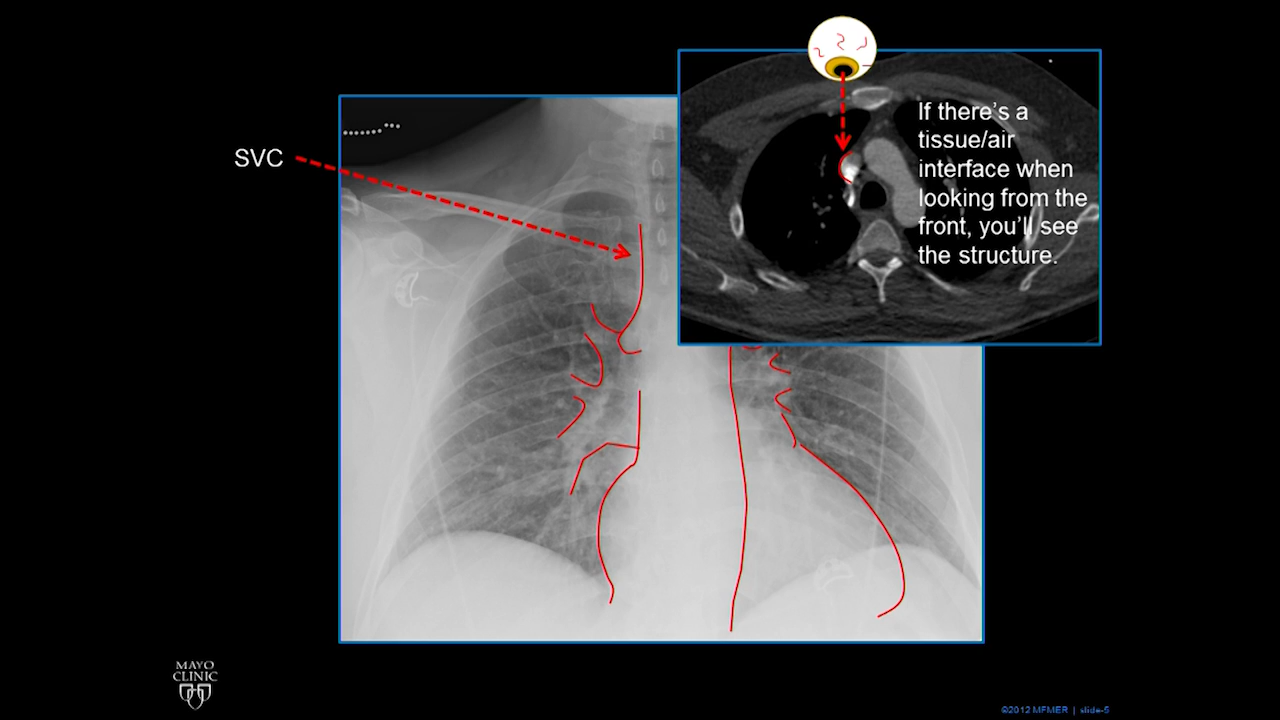 SVC
If there's a
tissue/air
interface when
looking from the
front, you'll see
the structure.
MAYO
CLINIC
©2012 MFMER | slide-5